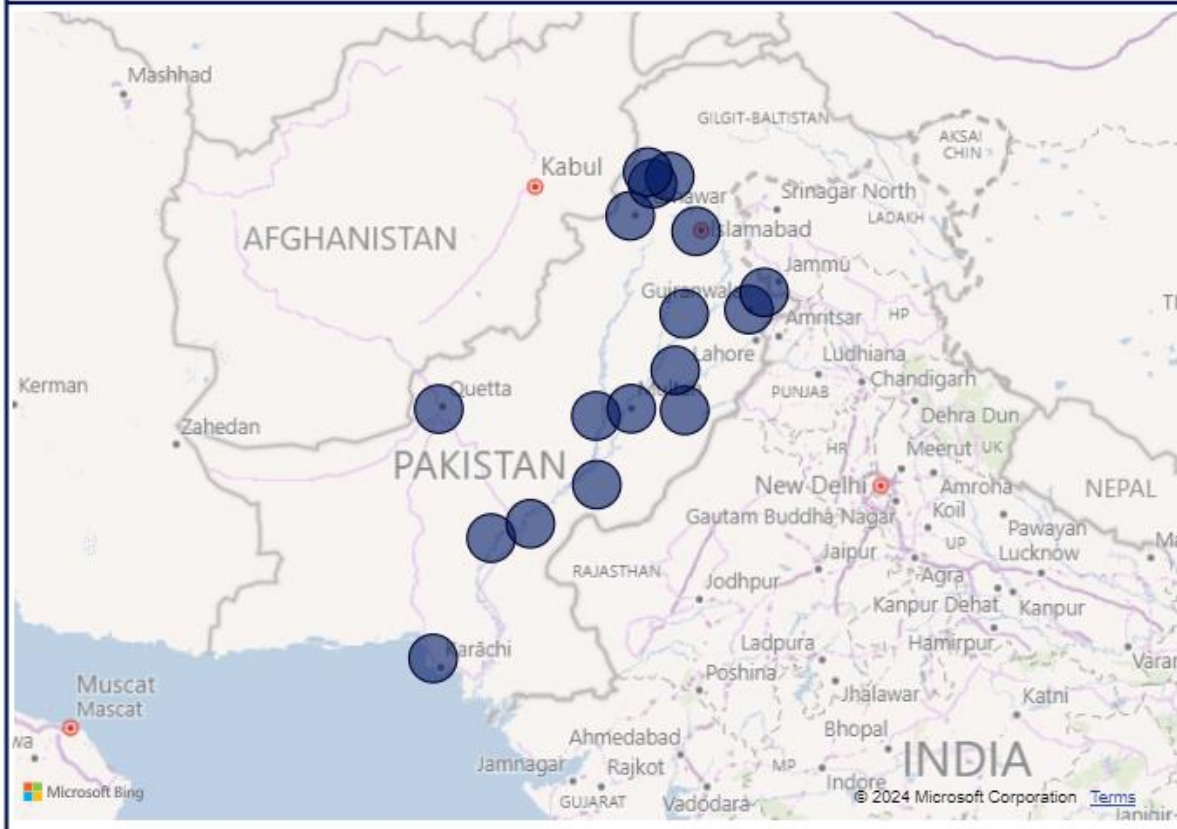 Mashhad
GILGIT-BALTISTAN
AKSAI
CHIN
Kabul
Srinagar North
LADAKH
AFGHANISTAN
Islamabad
Jammu
Gujranwala
Amritsar
HP
Lahore
Ludhiana
Kerman
Quetta
PUNJAB
Chandigarh
Zahedan
Dehra Dun
HR
Meerut
UK
PAKISTAN
New Delhi
Amroha
NEPAL
Gautam Buddha Nagar
Koil
Pawayan
UP
Jaipur
Lucknow
RAJASTHAN
Jodhpur
Agra
Kanpur Dehat
Kanpur
Ladpura
Hamirpur
Karāchi
Poshina
Muscat
Mascat
Jhalawar
Katni
Bhopal
Ahmedabad
INDIA
Jamnagar
Rajkot
MP
Indore
Microsoft Bing
GUJARAT
Vadodara
© 2024 Microsoft Corporation Terms